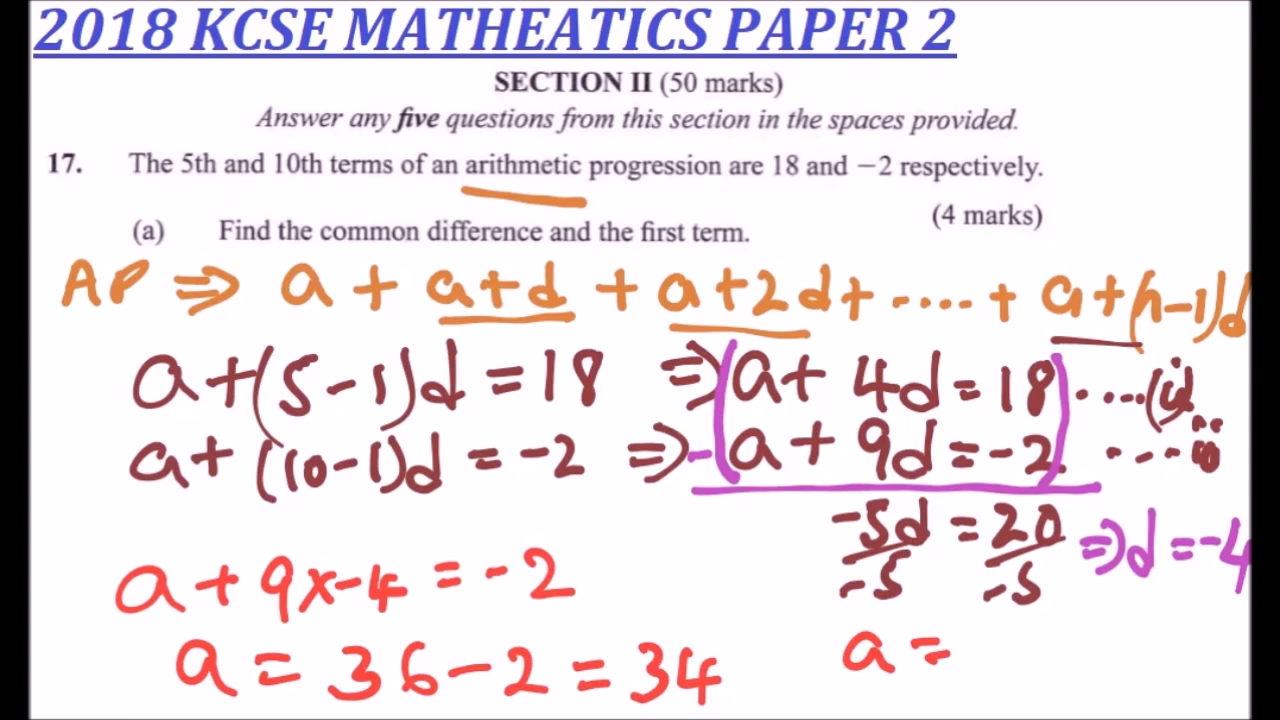 2018 KCSE MATHEATICS PAPER 2
SECTION II (50 marks)
Answer any five questions from this section in the spaces provided.
17. The 5th and 10th terms of an arithmetic progression are 18 and −2 respectively.
(a) Find the common difference and the first term. (4 marks)
AP ⇒ a + a+d + a+2d + ..... + a+(n-1)d
a+(5-1)d = 18 ⇒ a + 4d = 18 .....(i)
a+ (10-1)d = -2 ⇒ -(a + 9d = -2) ....(ii)
-5d/-5 = 20/-5 ⇒ d = -4
a + 9x-4 = -2
a = 36-2 = 34 a =